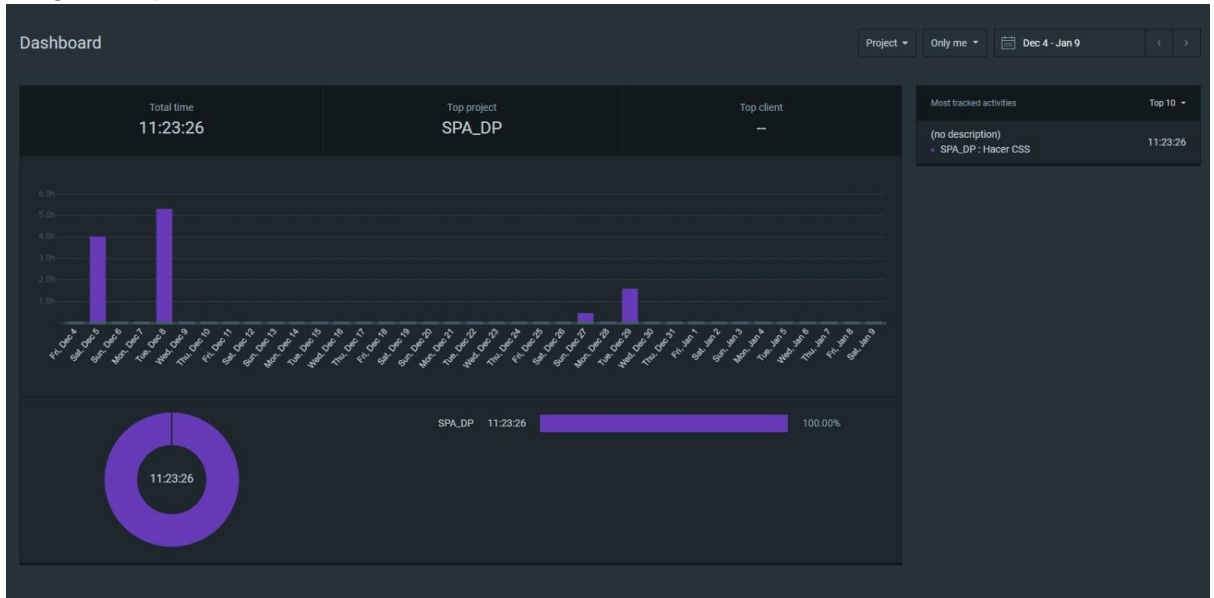 Dashboard
Project
Only me
Dec 4 - Jan 9
Total time
11:23:26
Top project
SPA_DP
Top client
--
Most tracked activities
Top 10
(no description)
SPA_DP : Hacer CSS
11:23:26
6.0h
5.0h
4.0h
3.0h
2.0h
1.0h
Fri, Dec 4
Sat, Dec 5
Sun, Dec 6
Mon, Dec 7
Tue, Dec 8
Wed, Dec 9
Thu, Dec 10
Fri, Dec 11
Sat, Dec 12
Sun, Dec 13
Mon, Dec 14
Tue, Dec 15
Wed, Dec 16
Thu, Dec 17
Fri, Dec 18
Sat, Dec 19
Sun, Dec 20
Mon, Dec 21
Tue, Dec 22
Wed, Dec 23
Thu, Dec 24
Fri, Dec 25
Sat, Dec 26
Sun, Dec 27
Mon, Dec 28
Tue, Dec 29
Wed, Dec 30
Thu, Dec 31
Fri, Jan 1
Sat, Jan 2
Sun, Jan 3
Mon, Jan 4
Tue, Jan 5
Wed, Jan 6
Thu, Jan 7
Fri, Jan 8
Sat, Jan 9
11:23:26
SPA_DP 11:23:26 100.00%